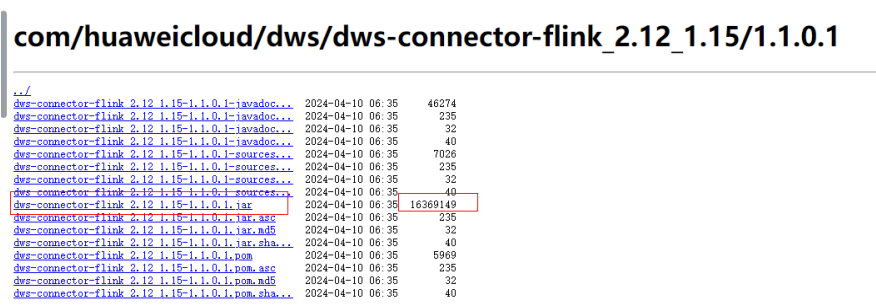 com/huaweicloud/dws/dws-connector-flink_2.12_1.15/1.1.0.1
../
dws-connector-flink_2.12_1.15-1.1.0.1-javadoc... 2024-04-10 06:35 46274
dws-connector-flink_2.12_1.15-1.1.0.1-javadoc... 2024-04-10 06:35 235
dws-connector-flink_2.12_1.15-1.1.0.1-javadoc... 2024-04-10 06:35 32
dws-connector-flink_2.12_1.15-1.1.0.1-javadoc... 2024-04-10 06:35 40
dws-connector-flink_2.12_1.15-1.1.0.1-sources... 2024-04-10 06:35 7026
dws-connector-flink_2.12_1.15-1.1.0.1-sources... 2024-04-10 06:35 235
dws-connector-flink_2.12_1.15-1.1.0.1-sources... 2024-04-10 06:35 32
dws-connector-flink_2.12_1.15-1.1.0.1-sources... 2024-04-10 06:35 40
dws-connector-flink_2.12_1.15-1.1.0.1.jar 2024-04-10 06:35 16369149
dws-connector-flink_2.12_1.15-1.1.0.1.jar.asc 2024-04-10 06:35 235
dws-connector-flink_2.12_1.15-1.1.0.1.jar.md5 2024-04-10 06:35 32
dws-connector-flink_2.12_1.15-1.1.0.1.jar.sha... 2024-04-10 06:35 40
dws-connector-flink_2.12_1.15-1.1.0.1.pom 2024-04-10 06:35 5969
dws-connector-flink_2.12_1.15-1.1.0.1.pom.asc 2024-04-10 06:35 235
dws-connector-flink_2.12_1.15-1.1.0.1.pom.md5 2024-04-10 06:35 32
dws-connector-flink_2.12_1.15-1.1.0.1.pom.sha... 2024-04-10 06:35 40